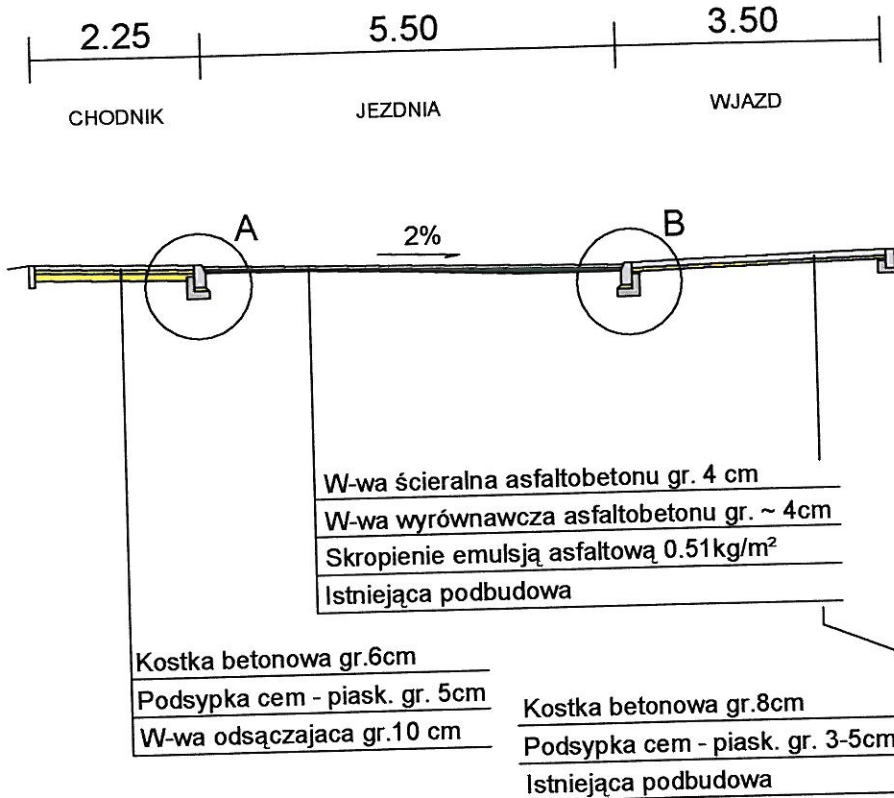 2.25
5.50
3.50
CHODNIK
JEZDNIA
WJAZD
A
2%
B
W-wa ścieralna asfaltobetonu gr. 4 cm
W-wa wyrównawcza asfaltobetonu gr. ~ 4cm
Skropienie emulsją asfaltową 0.51kg/m²
Istniejąca podbudowa
Kostka betonowa gr.6cm
Podsypka cem - piask. gr. 5cm
W-wa odsączajaca gr.10 cm
Kostka betonowa gr.8cm
Podsypka cem - piask. gr. 3-5cm
Istniejąca podbudowa